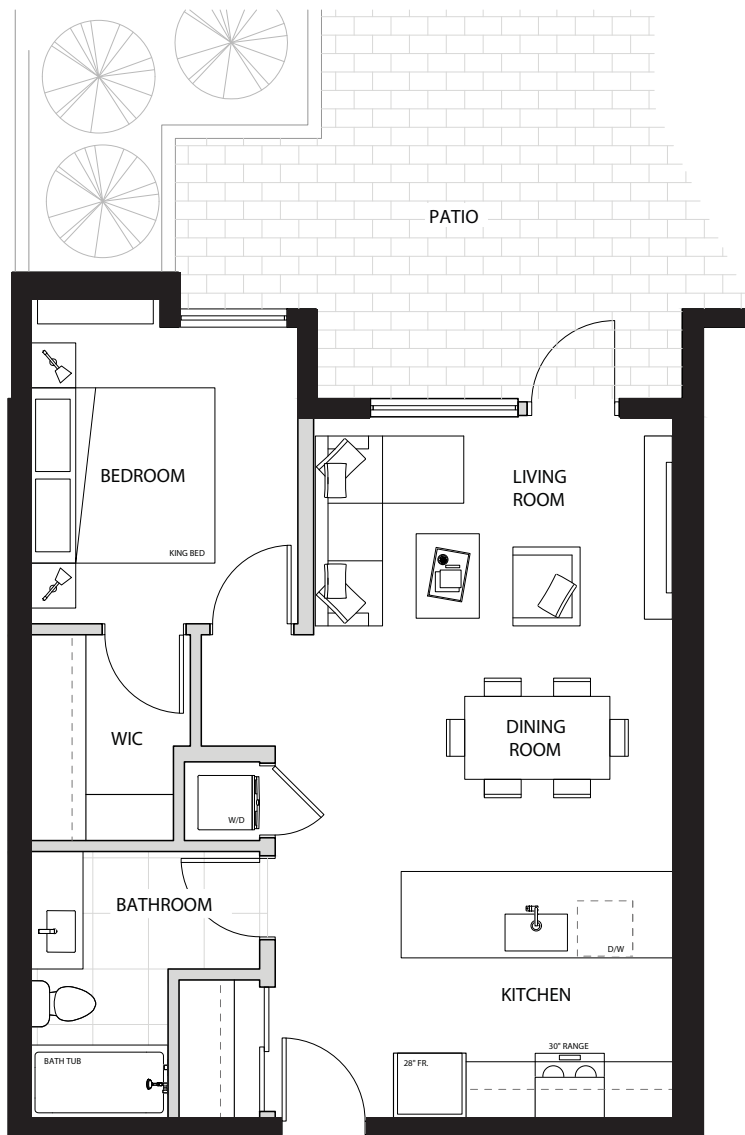 PATIO
BEDROOM
KING BED
LIVING
ROOM
WIC
DINING
ROOM
W/D
BATHROOM
D/W
KITCHEN
BATH TUB
28" FR.
30" RANGE